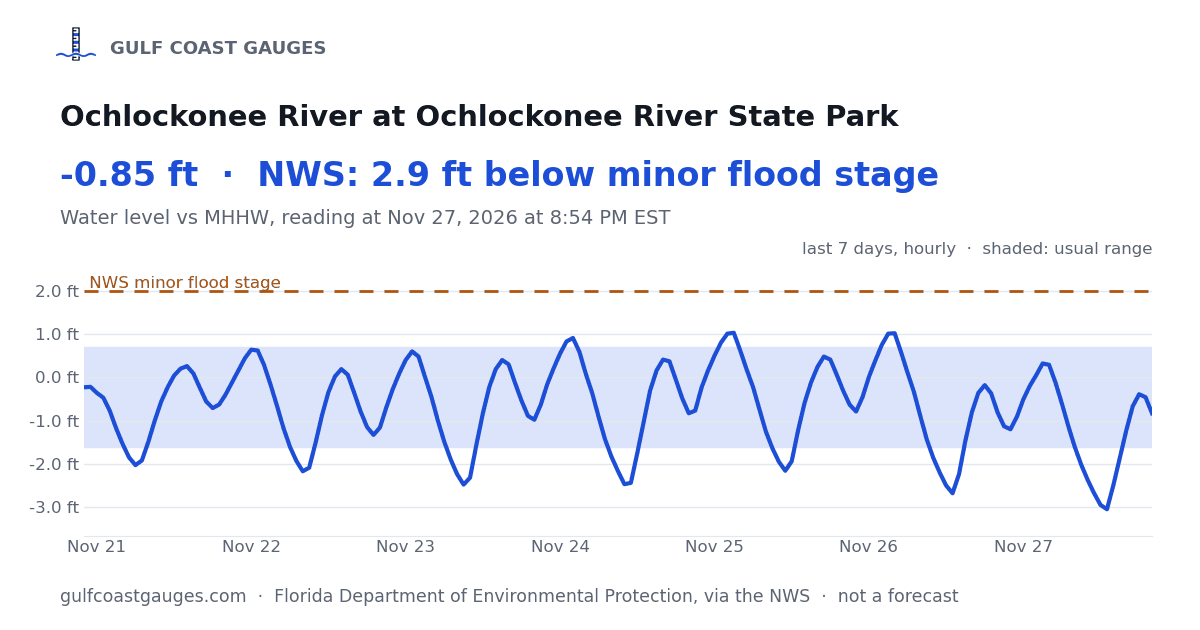 GULF COAST GAUGES
Ochlockonee River at Ochlockonee River State Park
-0.85 ft · NWS: 2.9 ft below minor flood stage
Water level vs MHHW, reading at Nov 27, 2026 at 8:54 PM EST
last 7 days, hourly · shaded: usual range
NWS minor flood stage
2.0 ft
1.0 ft
0.0 ft
-1.0 ft
-2.0 ft
-3.0 ft
Nov 21 Nov 22 Nov 23 Nov 24 Nov 25 Nov 26 Nov 27
gulfcoastgauges.com · Florida Department of Environmental Protection, via the NWS · not a forecast